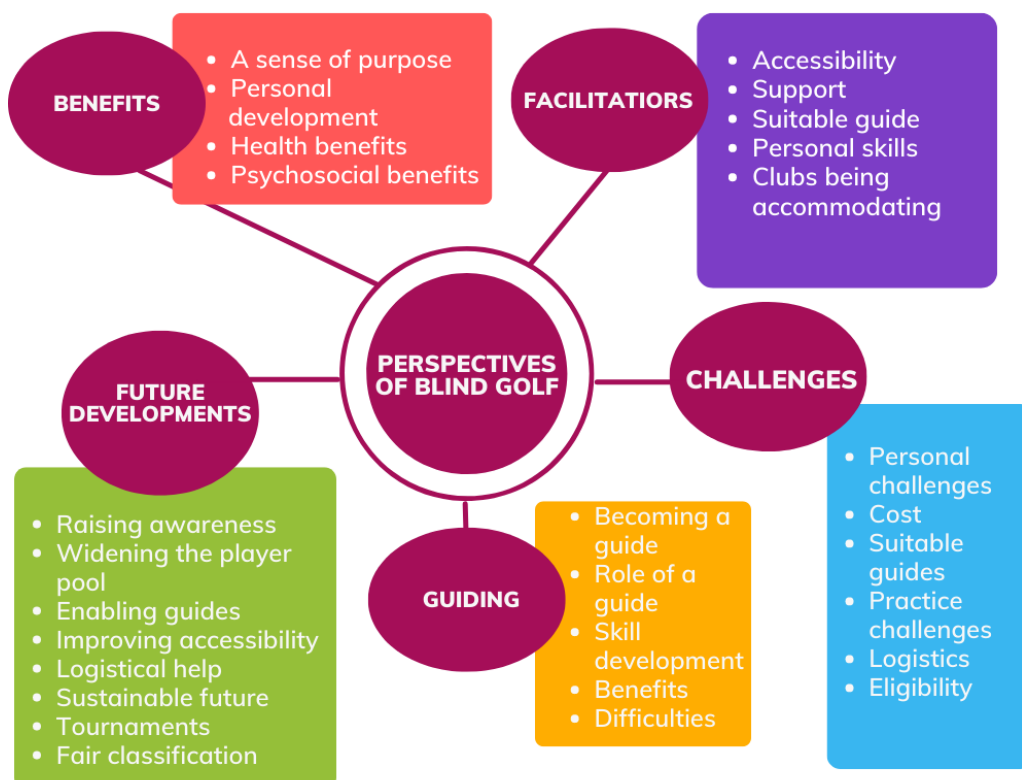 BENEFITS
• A sense of purpose
• Personal
development
• Health benefits
• Psychosocial benefits
FACILITATIORS
• Accessibility
• Support
• Suitable guide
• Personal skills
• Clubs being
accommodating
PERSPECTIVES
OF BLIND GOLF
CHALLENGES
• Personal
challenges
• Cost
• Suitable
guides
• Practice
challenges
• Logistics
• Eligibility
FUTURE
DEVELOPMENTS
• Raising awareness
• Widening the player
pool
• Enabling guides
• Improving accessibility
• Logistical help
• Sustainable future
• Tournaments
• Fair classification
GUIDING
• Becoming a
guide
• Role of a
guide
• Skill
development
• Benefits
• Difficulties